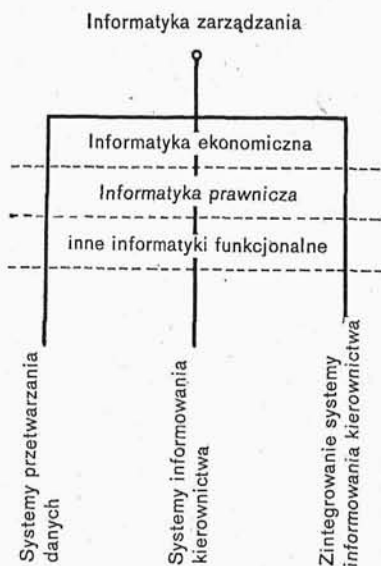 Informatyka zarządzania
Informatyka ekonomiczna
Informatyka prawnicza
inne informatyki funkcjonalne
Systemy przetwarzania
danych
Systemy informowania
kierownictwa
Zintegrowanie systemy
informowania kierownictwa